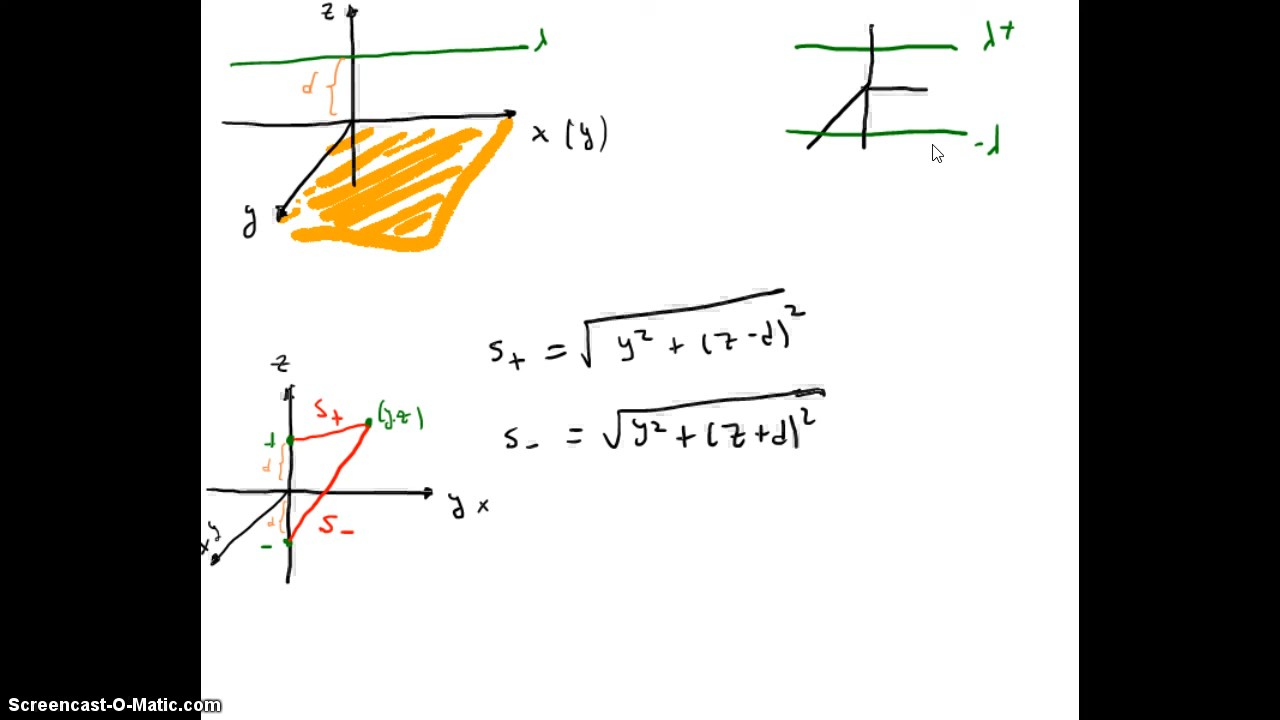 z
λ
λ+
d
x (y)
-λ
y
s₊ = √y² + (z-d)²
z
s₊
(y,z)
+
d
s₋ = √y² + (z+d)²
y x
d
s₋
x y
-
Screencast-O-Matic.com